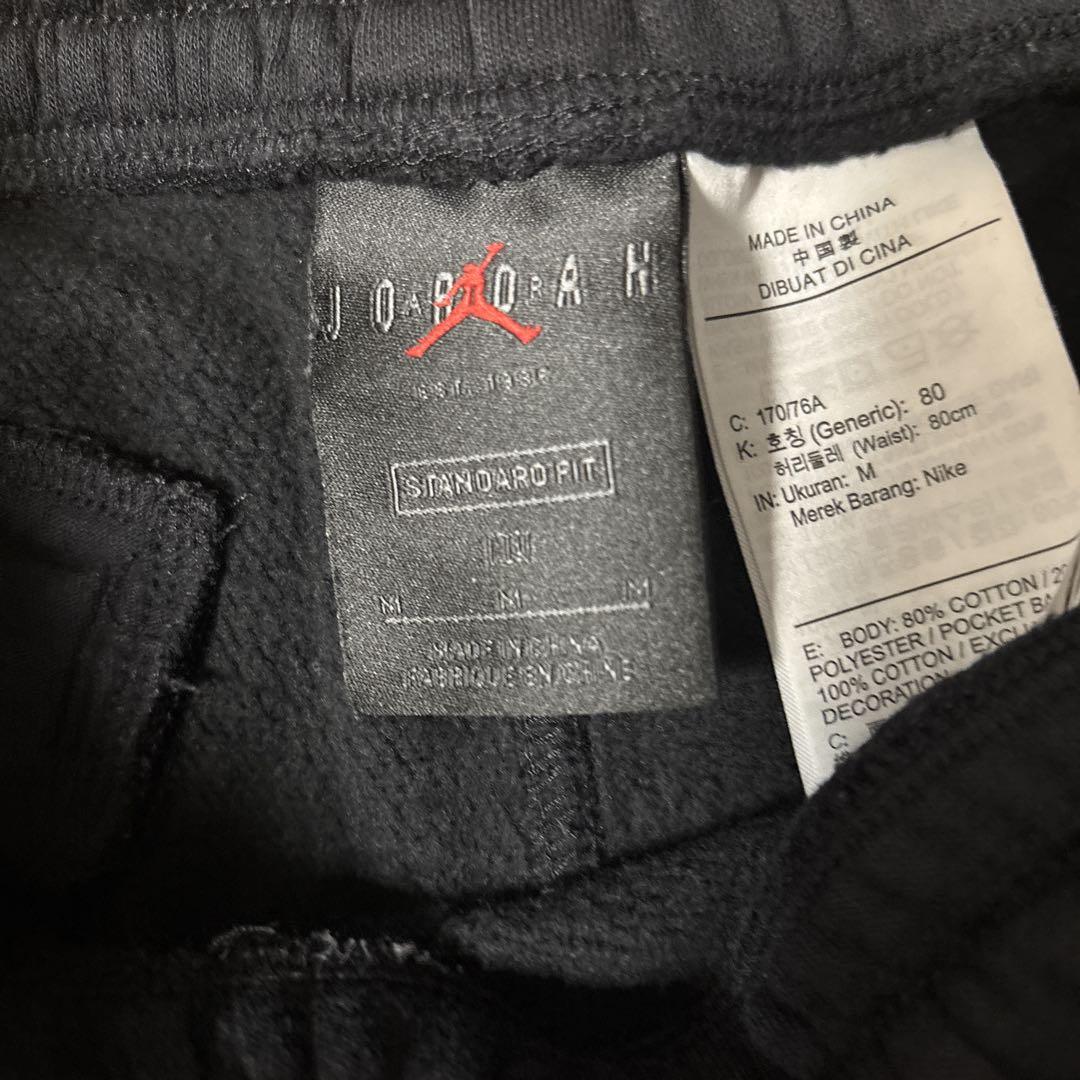 JORDAN
AIR
EST. 1985
STANDARD FIT
M M M
MADE IN CHINA
FABRIQUE EN/CHINE
MADE IN CHINA
中国製
DIBUAT DI CINA
C: 170/76A
K: 호칭 (Generic): 80
허리둘레 (Waist): 80cm
IN: Ukuran: M
Merek Barang: Nike
E: BODY: 80% COTTON / 2
POLYESTER / POCKET BA
100% COTTON / EXCLU
DECORATION
C: